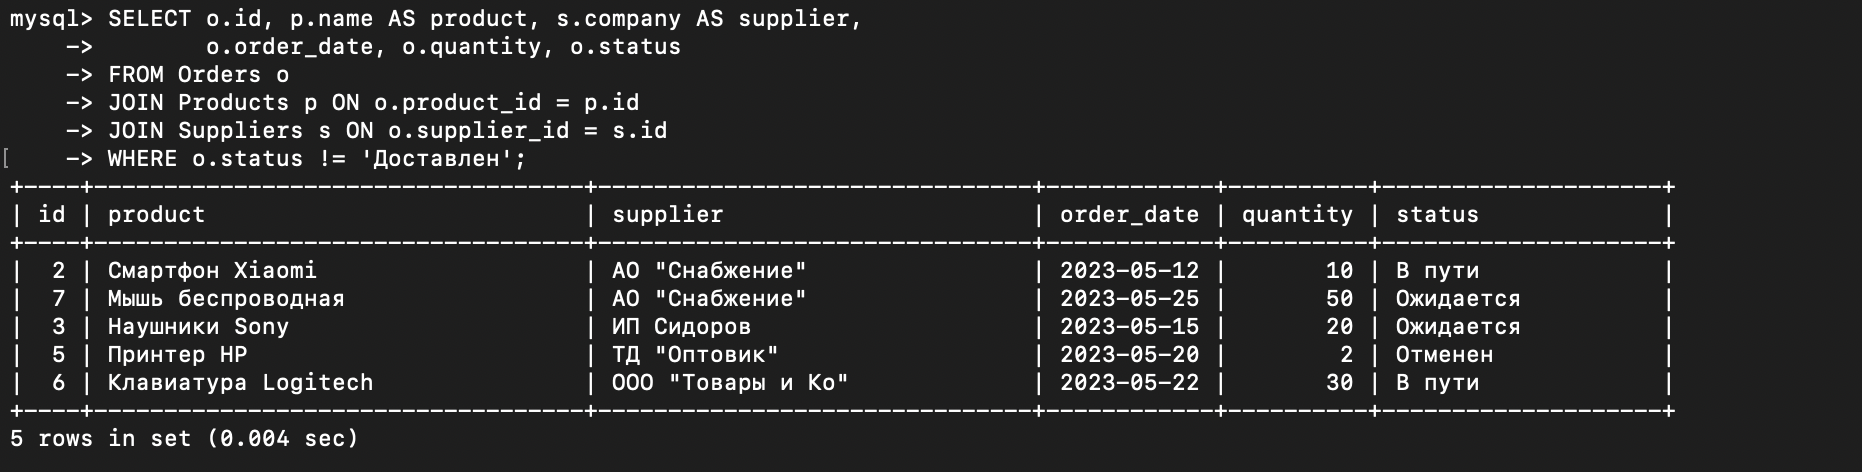 mysql> SELECT o.id, p.name AS product, s.company AS supplier,
    ->        o.order_date, o.quantity, o.status
    -> FROM Orders o
    -> JOIN Products p ON o.product_id = p.id
    -> JOIN Suppliers s ON o.supplier_id = s.id
[    -> WHERE o.status != 'Доставлен';
+----+-----------------------------------+-------------------------------+------------+----------+--------------------+
| id | product                           | supplier                      | order_date | quantity | status             |
+----+-----------------------------------+-------------------------------+------------+----------+--------------------+
|  2 | Смартфон Xiaomi                   | АО "Снабжение"                | 2023-05-12 |       10 | В пути             |
|  7 | Мышь беспроводная                 | АО "Снабжение"                | 2023-05-25 |       50 | Ожидается          |
|  3 | Наушники Sony                     | ИП Сидоров                    | 2023-05-15 |       20 | Ожидается          |
|  5 | Принтер HP                        | ТД "Оптовик"                  | 2023-05-20 |        2 | Отменен            |
|  6 | Клавиатура Logitech               | ООО "Товары и Ко"             | 2023-05-22 |       30 | В пути             |
+----+-----------------------------------+-------------------------------+------------+----------+--------------------+
5 rows in set (0.004 sec)